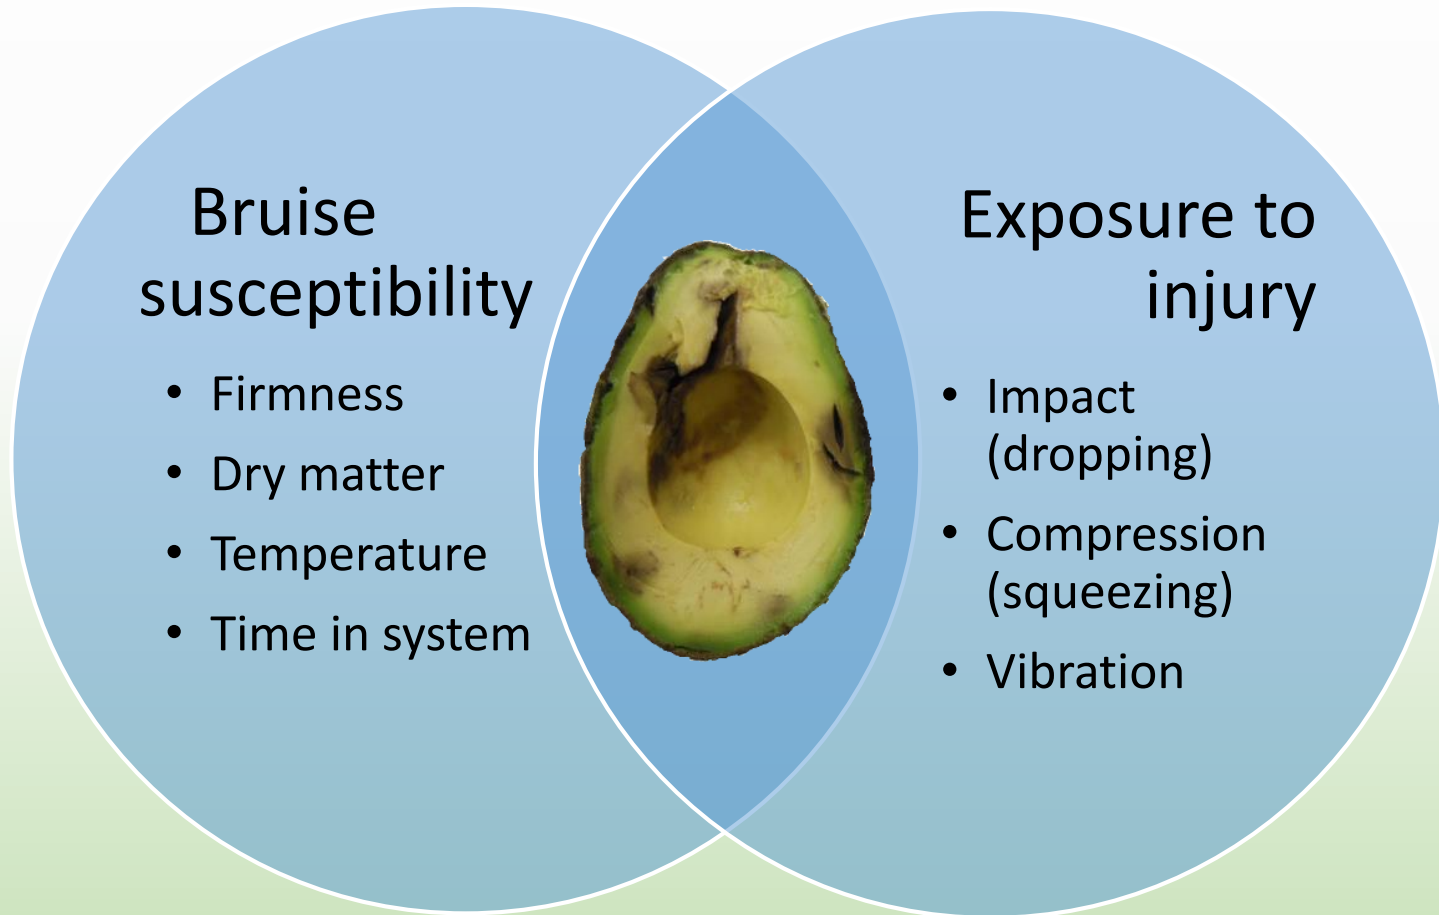 Bruise
susceptibility
• Firmness
• Dry matter
• Temperature
• Time in system
Exposure to
injury
• Impact
(dropping)
• Compression
(squeezing)
• Vibration